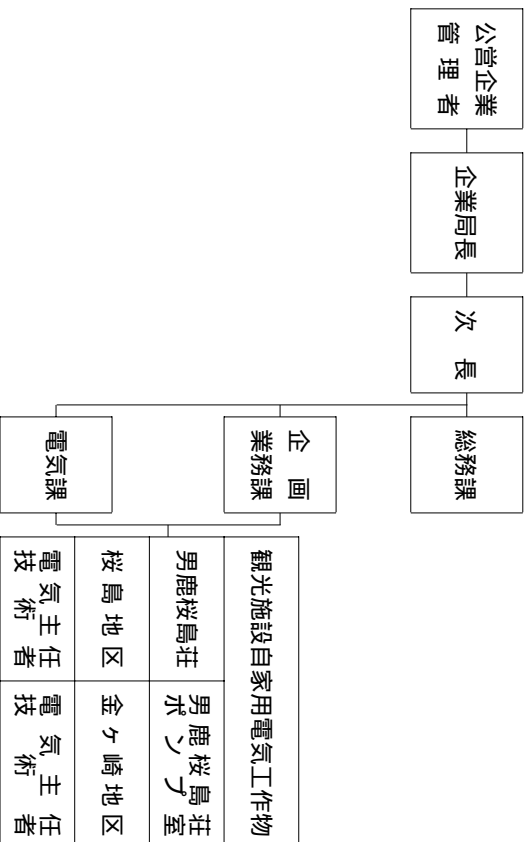 公営企業
管理者
企業局長
次長
総務課
企画
業務課
電気課
観光施設自家用電気工作物
男鹿桜島荘
男鹿桜島荘
ポンプ室
桜島地区
金ヶ崎地区
電気主任
技術者
電気主任
技術者